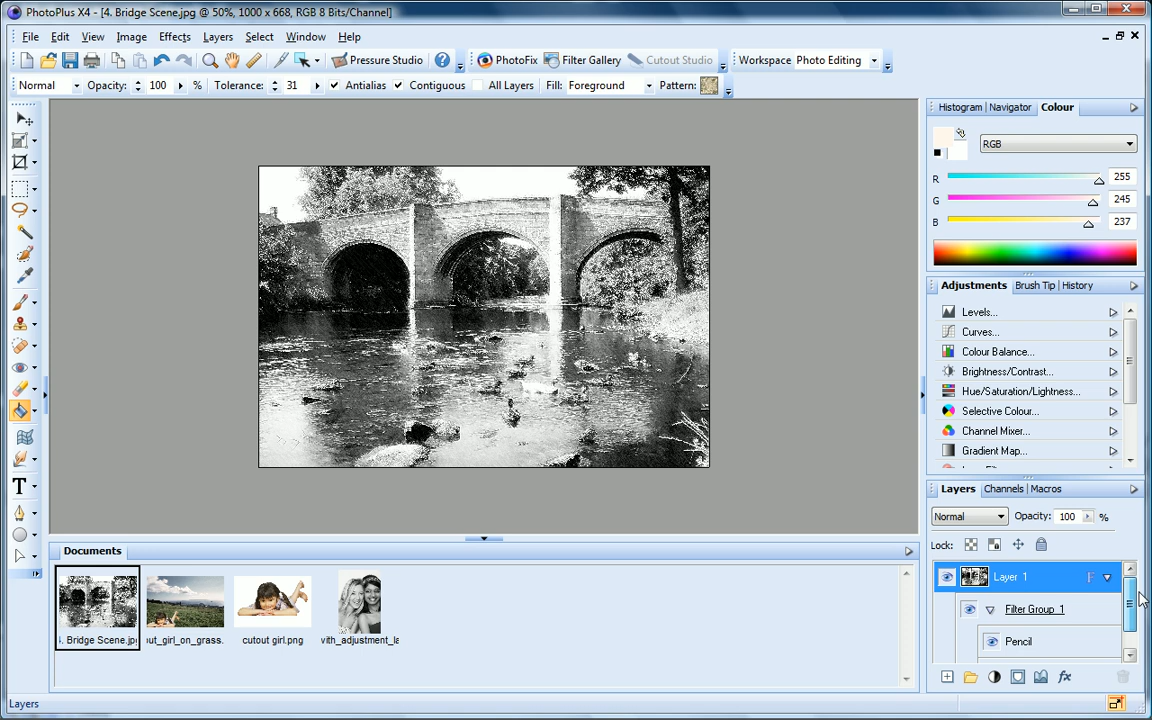 PhotoPlus X4 - [4. Bridge Scene.jpg @ 50%, 1000 x 668, RGB 8 Bits/Channel]
File Edit View Image Effects Layers Select Window Help
Pressure Studio PhotoFix Filter Gallery Cutout Studio Workspace Photo Editing
Normal Opacity: 100 % Tolerance: 31 Antialias Contiguous All Layers Fill: Foreground Pattern:
Histogram Navigator Colour
RGB
R 255
G 245
B 237
Adjustments Brush Tip History
Levels...
Curves...
Colour Balance...
Brightness/Contrast...
Hue/Saturation/Lightness...
Selective Colour...
Channel Mixer...
Gradient Map...
Layers Channels Macros
Normal Opacity: 100 %
Lock:
Layer 1 F
Filter Group 1
Pencil
fx
T
Documents
4. Bridge Scene.jp
out_girl_on_grass.
cutout girl.png
vith_adjustment_la
Layers